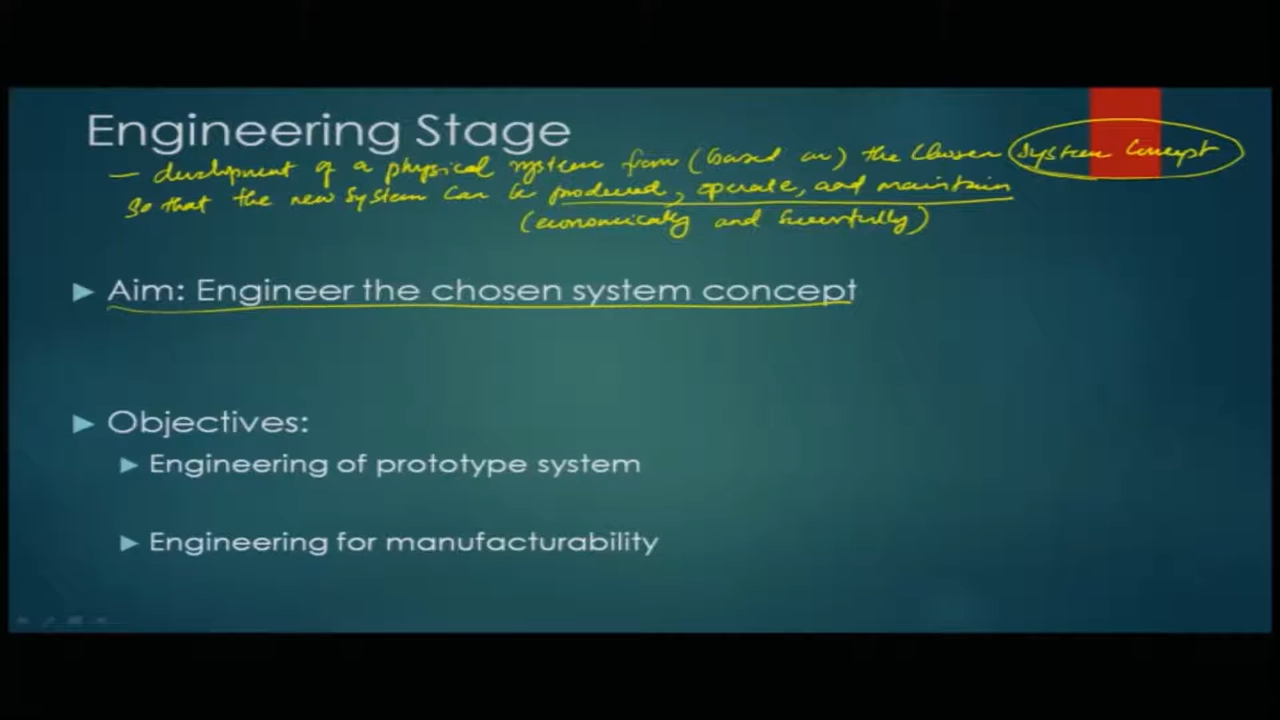 Engineering Stage
— development of a physical system from (based on) the chosen system concept
so that the new system can be produced, operate, and maintain
(economically and successfully)
Aim: Engineer the chosen system concept
Objectives:
Engineering of prototype system
Engineering for manufacturability